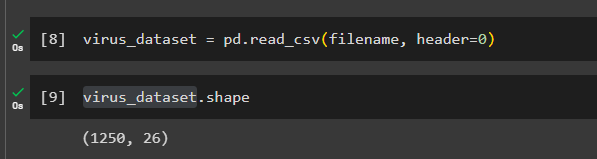 [8] virus_dataset = pd.read_csv(filename, header=0)
0s
[9] virus_dataset.shape
0s
(1250, 26)